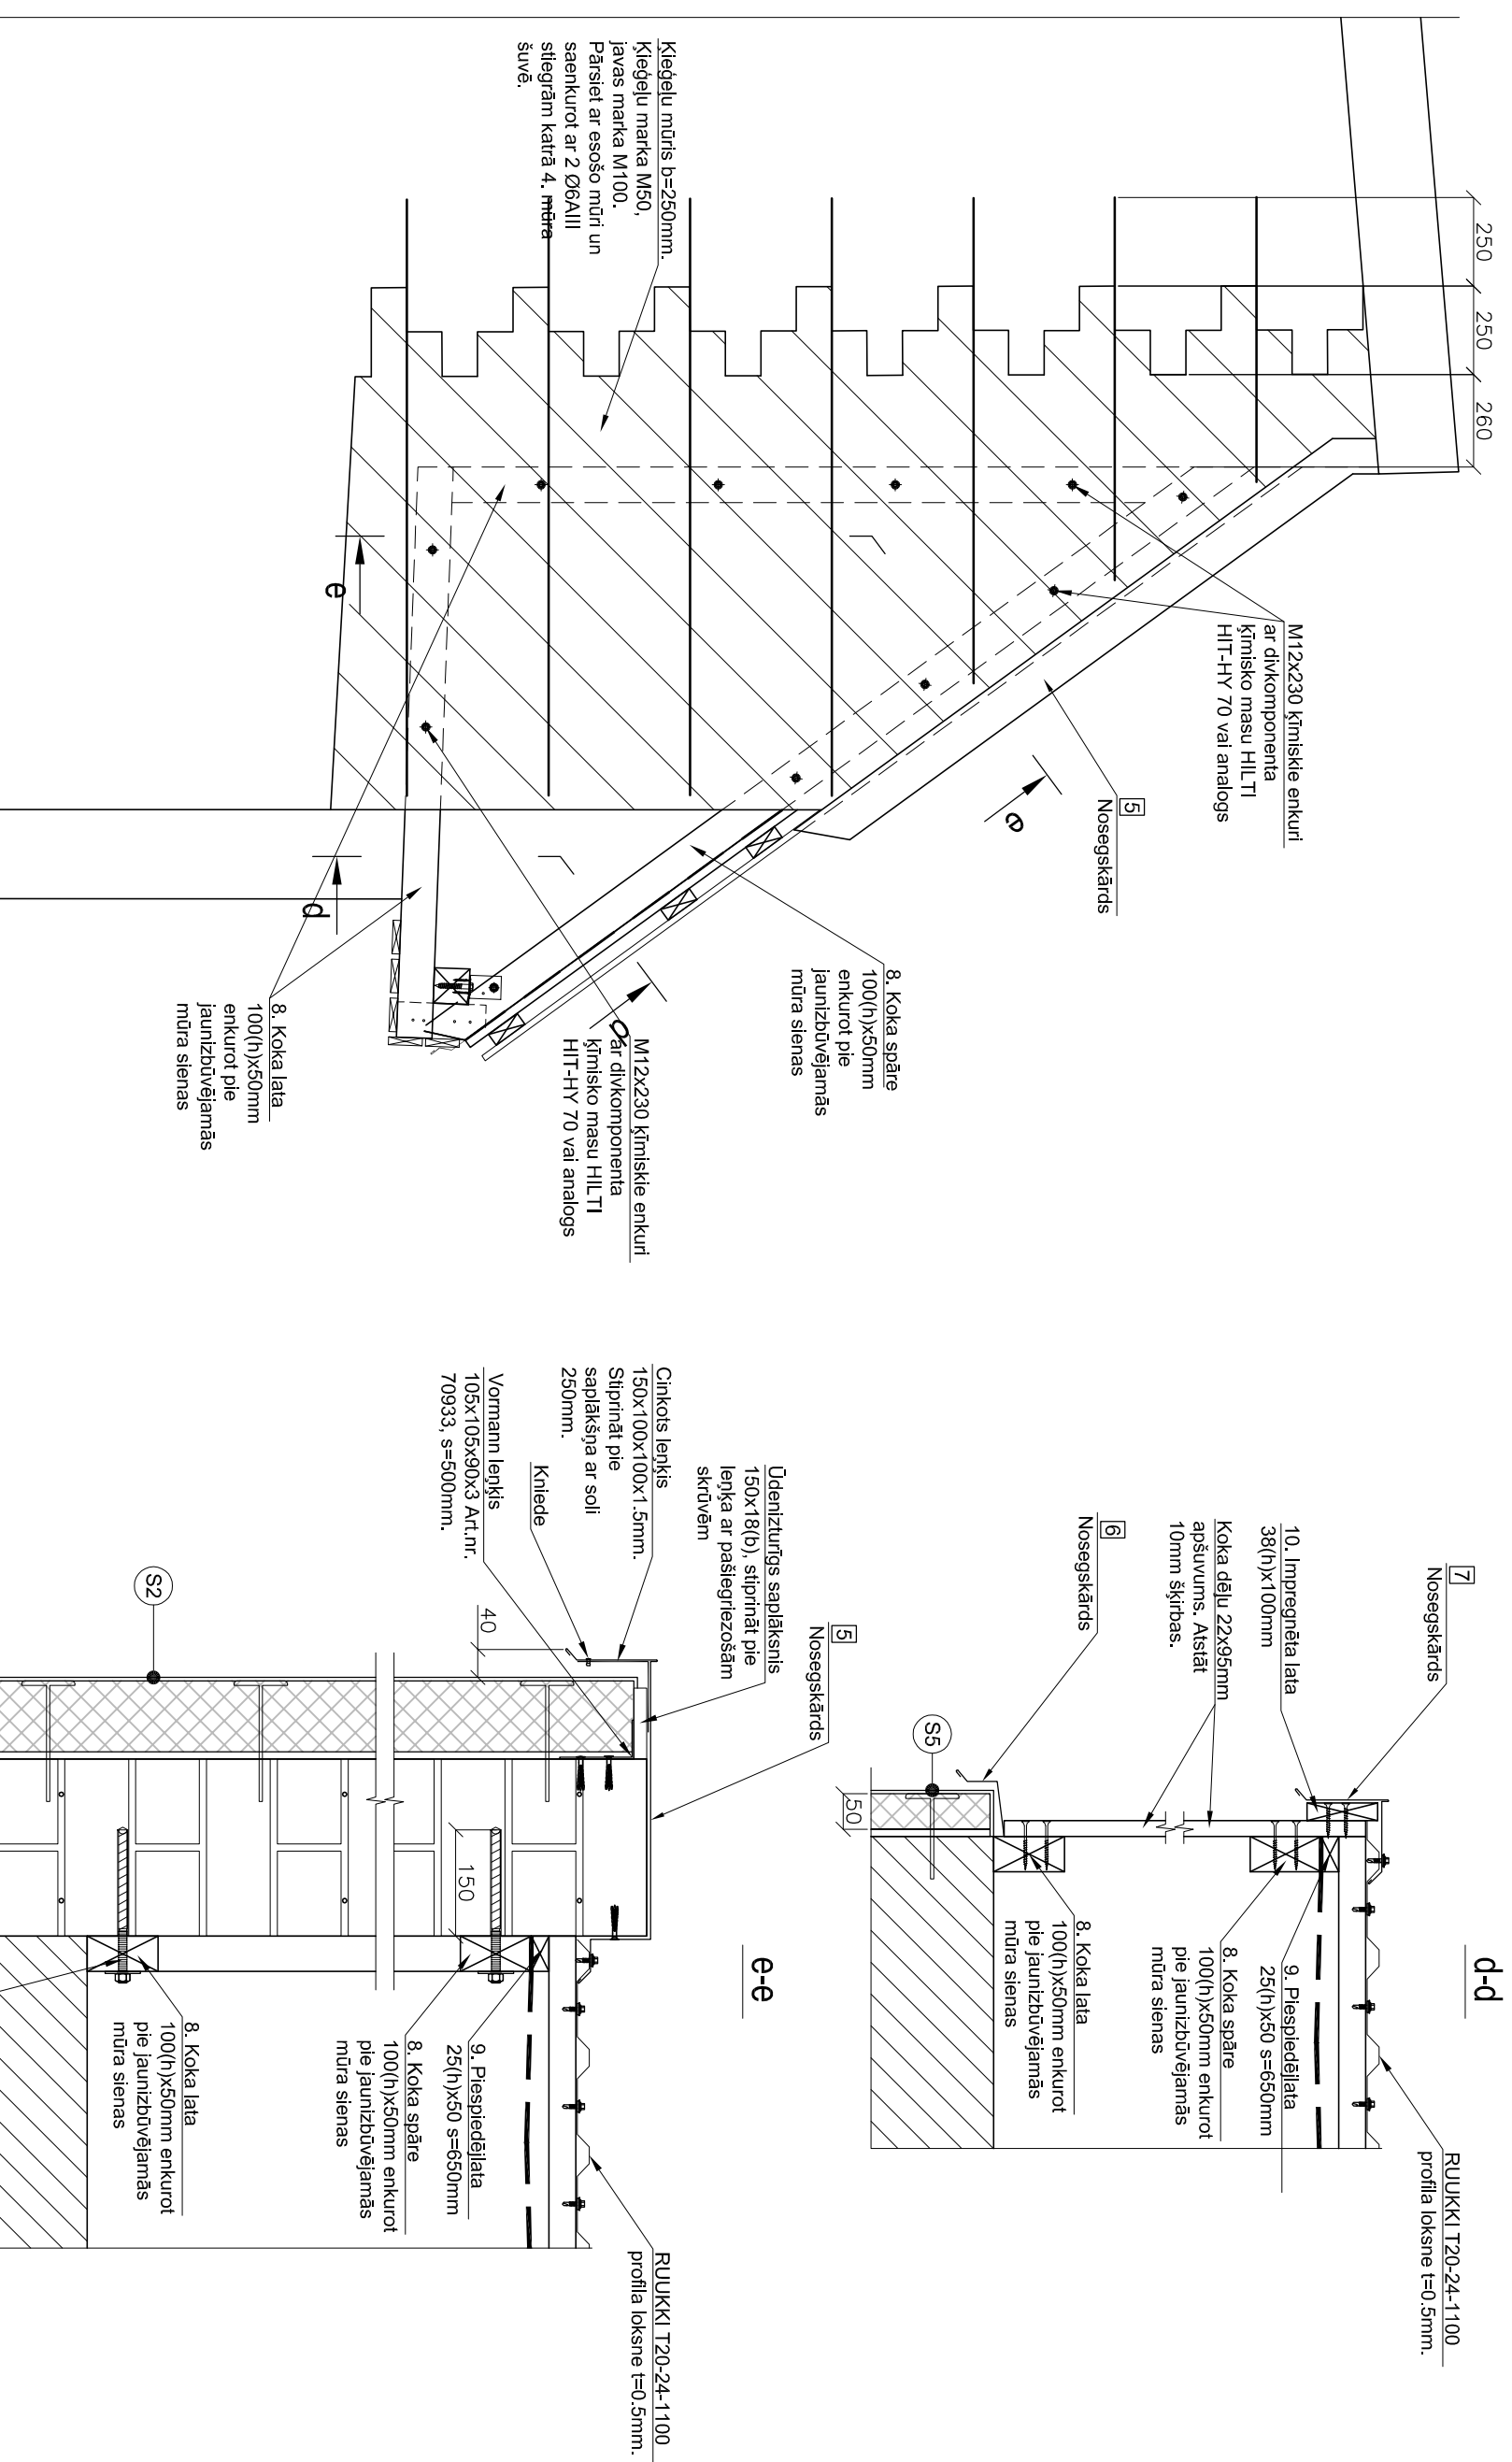 250
250
260
Ķieģeļu mūris b=250mm.
Ķieģeļu marka M50,
javas marka M100.
Pārsiet ar esošo mūri un
saenkurot ar 2 Ø6AIII
stiegrām katrā 4. mūra
šuvē.
M12x230 ķīmiskie enkuri
ar divkomponenta
ķīmisko masu HILTI
HIT-HY 70 vai analogs
5
Nosegskārds
e
e
8. Koka spāre
100(h)x50mm
enkurot pie
jaunizbūvējamās
mūra sienas
d
d
M12x230 ķīmiskie enkuri
ar divkomponenta
ķīmisko masu HILTI
HIT-HY 70 vai analogs
8. Koka lata
100(h)x50mm
enkurot pie
jaunizbūvējamās
mūra sienas
d-d
7
Nosegskārds
10. Impregnēta lata
38(h)x100mm
Koka dēļu 22x95mm
apšuvums. Atstāt
10mm šķirbas.
6
Nosegskārds
S5
50
RUUKKI T20-24-1100
profila loksne t=0.5mm.
9. Piespiedējlata
25(h)x50 s=650mm
8. Koka spāre
100(h)x50mm enkurot
pie jaunizbūvējamās
mūra sienas
8. Koka lata
100(h)x50mm enkurot
pie jaunizbūvējamās
mūra sienas
e-e
5
Nosegskārds
Ūdenizturīgs saplāksnis
150x18(b), stiprināt pie
leņķa ar pašiegriezošām
skrūvēm
Cinkots leņķis
150x100x100x1.5mm.
Stiprināt pie
saplākšņa ar soli
250mm.
Kniede
Vormann leņķis
105x105x90x3 Art.nr.
70933, s=500mm.
40
S2
150
RUUKKI T20-24-1100
profila loksne t=0.5mm.
9. Piespiedējlata
25(h)x50 s=650mm
8. Koka spāre
100(h)x50mm enkurot
pie jaunizbūvējamās
mūra sienas
8. Koka lata
100(h)x50mm enkurot
pie jaunizbūvējamās
mūra sienas